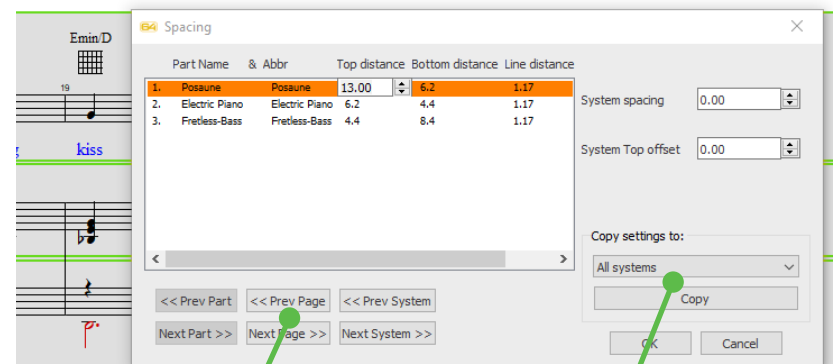 Emin/D
19
kiss
64 Spacing
Part Name & Abbr Top distance Bottom distance Line distance
1. Posaune Posaune 13.00 6.2 1.17
2. Electric Piano Electric Piano 6.2 4.4 1.17
3. Fretless-Bass Fretless-Bass 4.4 8.4 1.17
System spacing 0.00
System Top offset 0.00
Copy settings to:
All systems
Copy
<< Prev Part << Prev Page << Prev System
Next Part >> Next Page >> Next System >>
OK Cancel